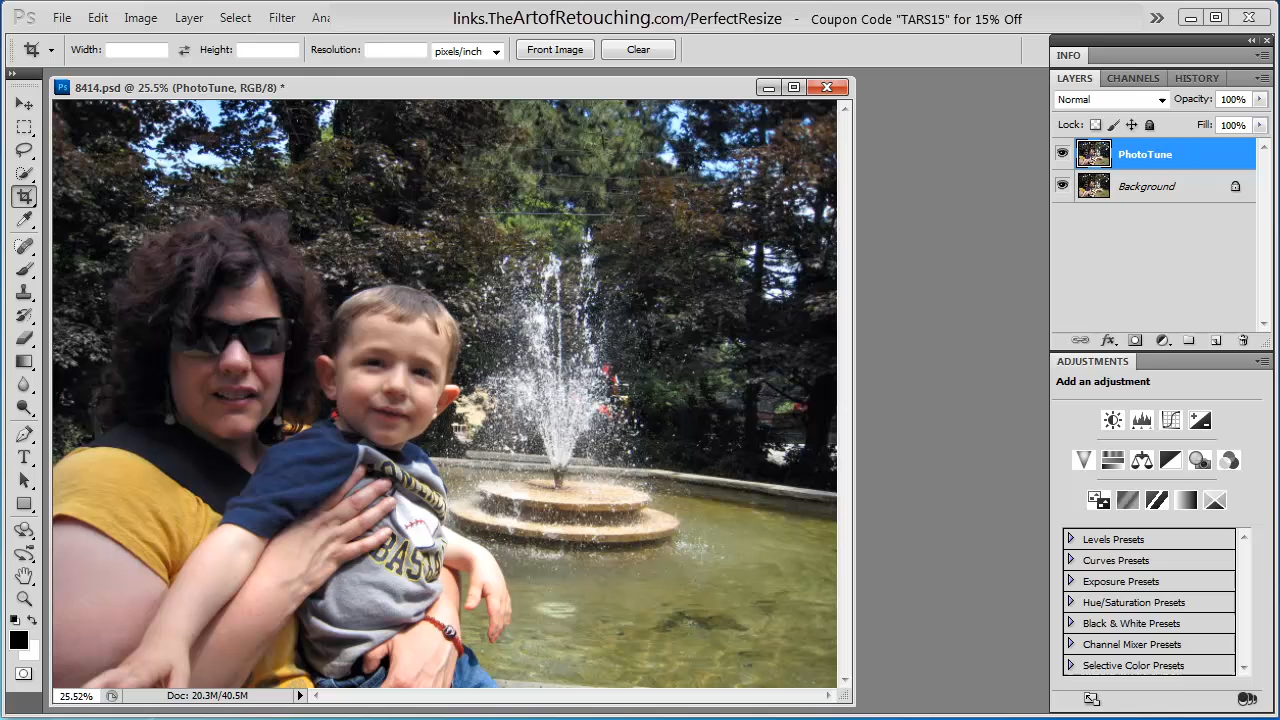 Ps File Edit Image Layer Select Filter links.TheArtofRetouching.com/PerfectResize - Coupon Code "TARS15" for 15% Off
Width: Height: Resolution: pixels/inch Front Image Clear
INFO
LAYERS CHANNELS HISTORY
Normal Opacity: 100%
Lock: Fill: 100%
PhotoTune
Background
ADJUSTMENTS
Add an adjustment
Levels Presets
Curves Presets
Exposure Presets
Hue/Saturation Presets
Black & White Presets
Channel Mixer Presets
Selective Color Presets
Ps 8414.psd @ 25.5% (PhotoTune, RGB/8) *
25.52% Doc: 20.3M/40.5M